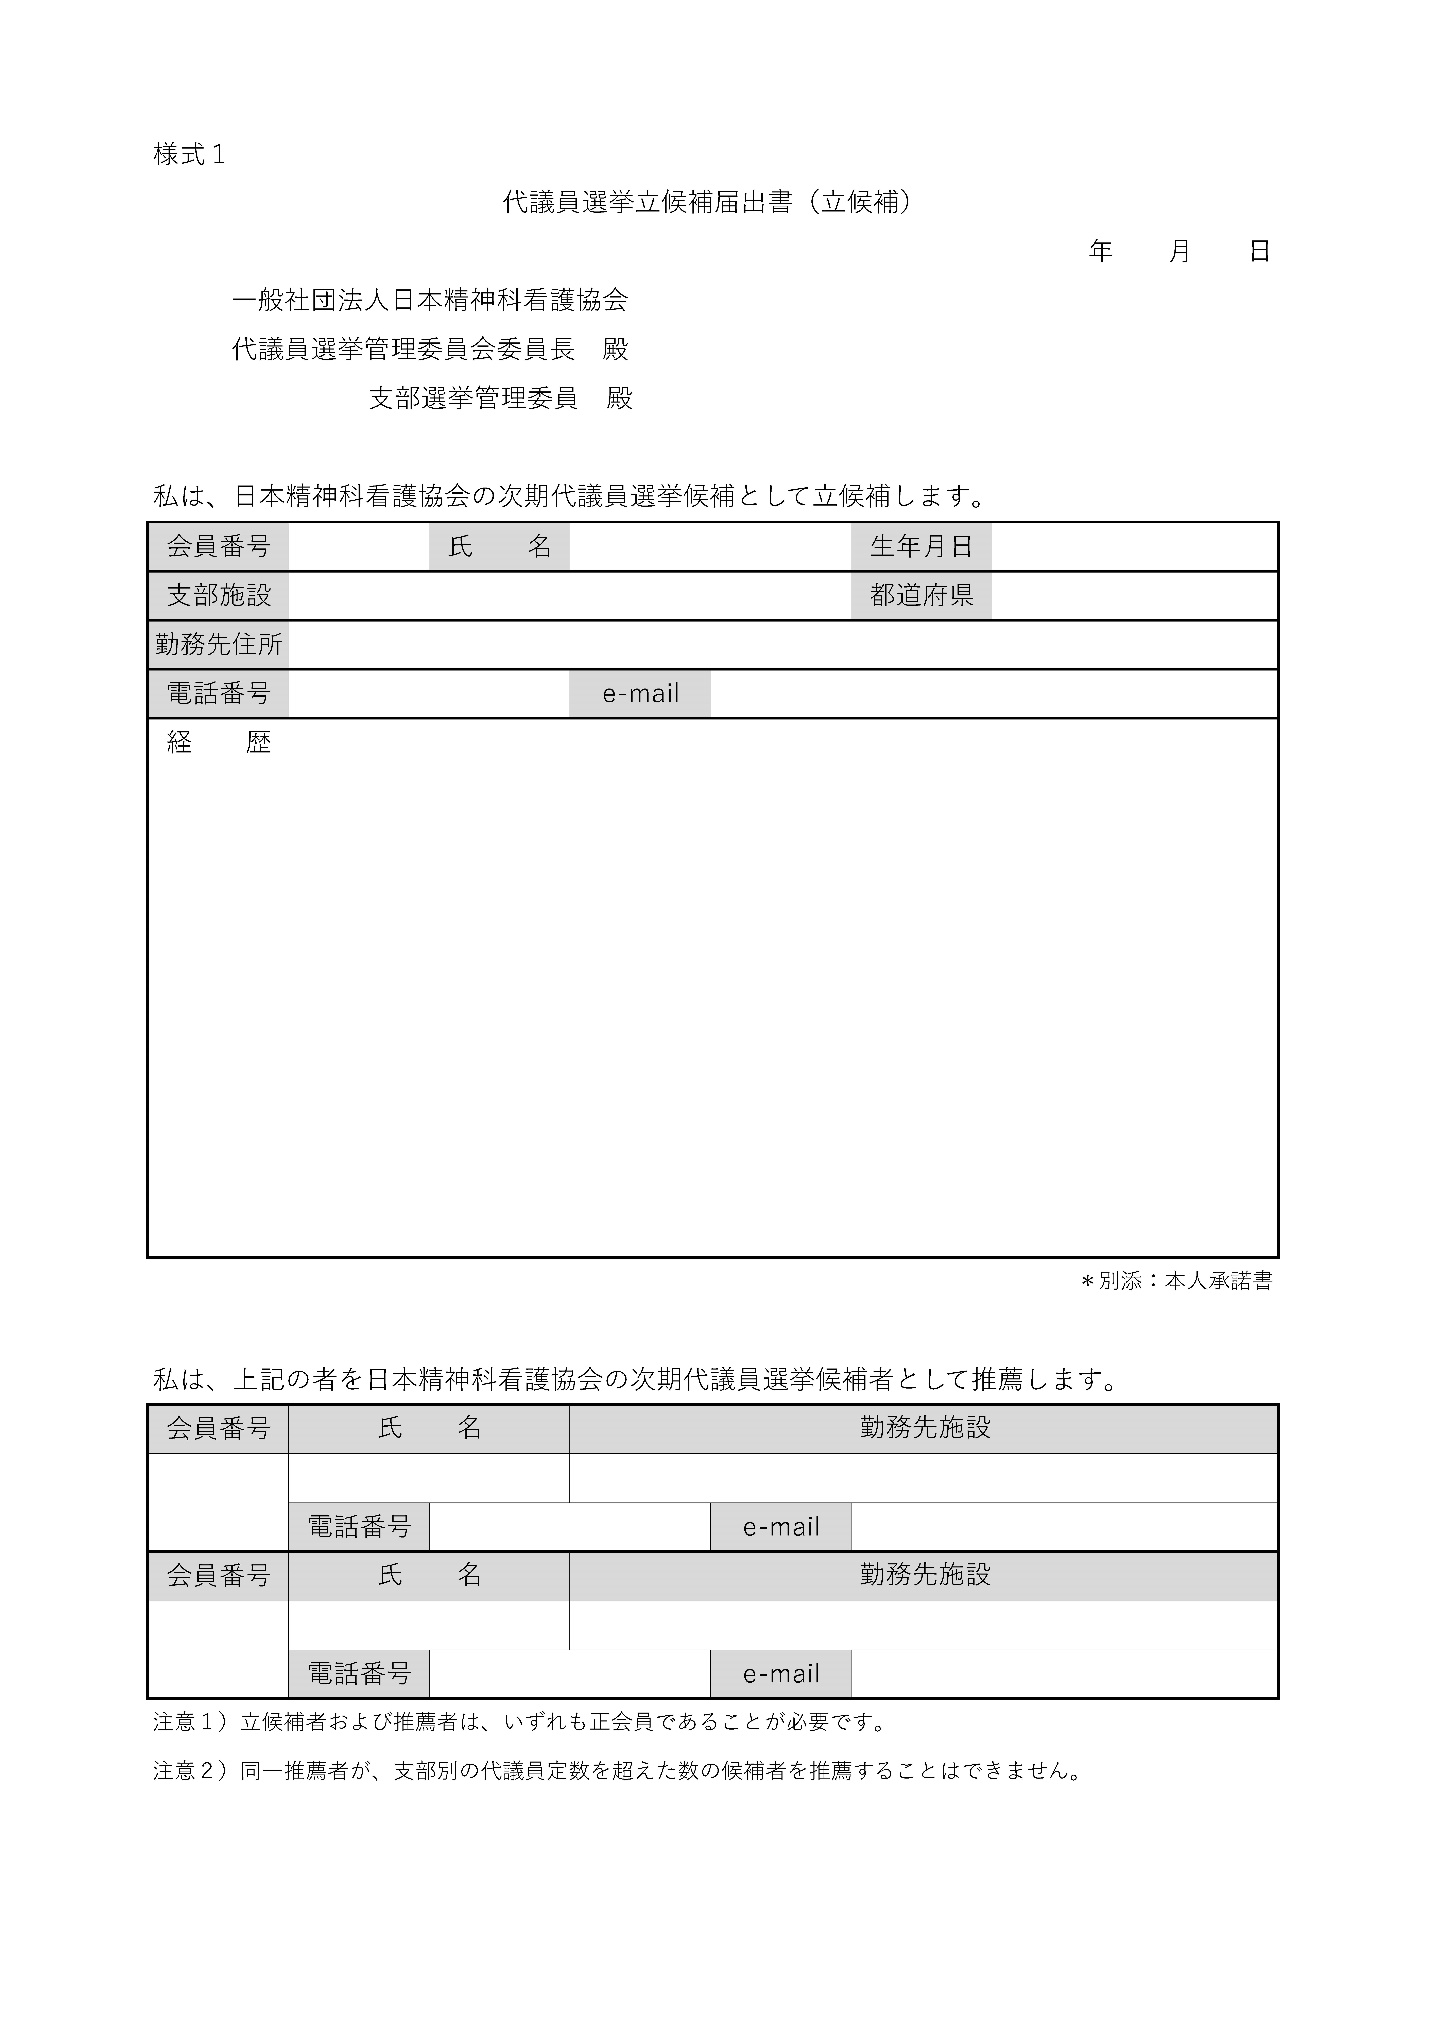 様式１
代議員選挙立候補届出書（立候補）
年　　月　　日
一般社団法人日本精神科看護協会
代議員選挙管理委員会委員長　殿
支部選挙管理委員　殿
私は、日本精神科看護協会の次期代議員選挙候補として立候補します。
会員番号　氏　　名　生年月日
支部施設　都道府県
勤務先住所
電話番号　e-mail
経　　歴
＊別添：本人承諾書
私は、上記の者を日本精神科看護協会の次期代議員選挙候補者として推薦します。
会員番号　氏　　名　勤務先施設
電話番号　e-mail
会員番号　氏　　名　勤務先施設
電話番号　e-mail
注意１）立候補者および推薦者は、いずれも正会員であることが必要です。
注意２）同一推薦者が、支部別の代議員定数を超えた数の候補者を推薦することはできません。